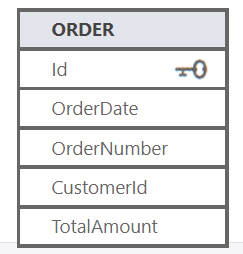 ORDER
Id
OrderDate
OrderNumber
CustomerId
TotalAmount